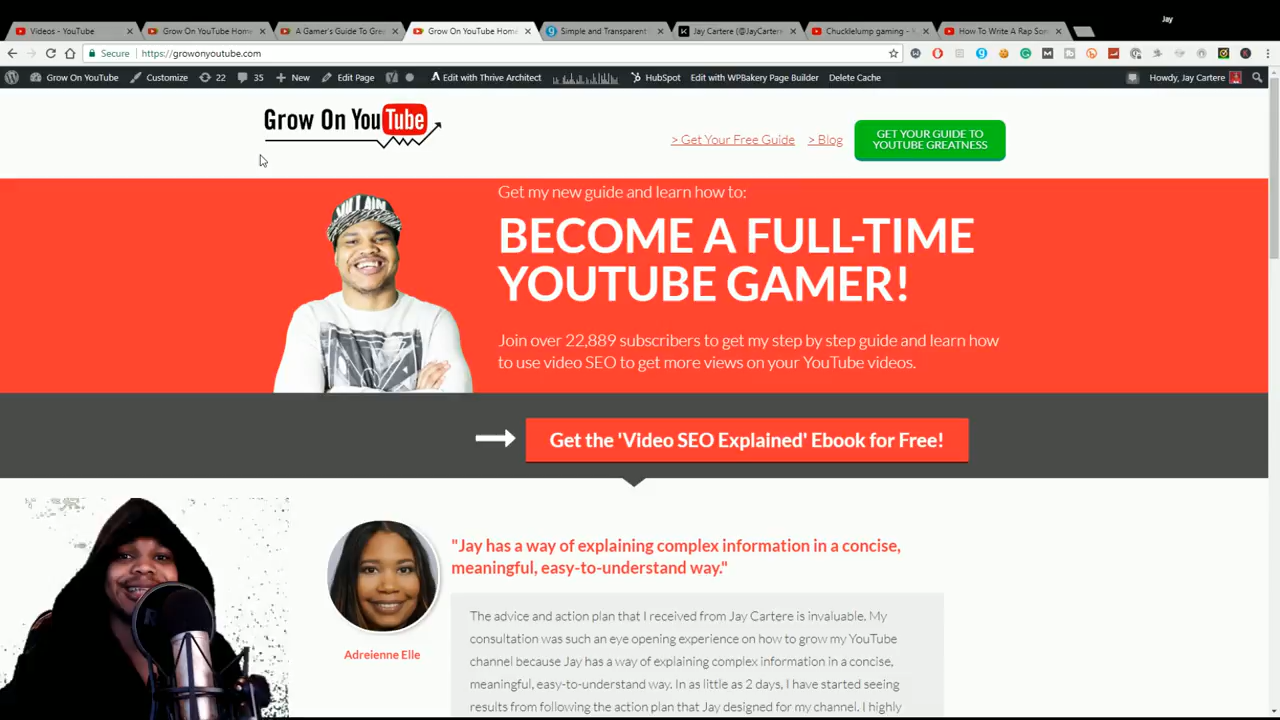 Jay
Videos - YouTube
Grow On YouTube Home
A Gamer's Guide To Grea
Grow On YouTube Home
Simple and Transparent
Jay Cartere (@JayCartere
Chucklump gaming -
How To Write A Rap Son
Secure
https://growonyoutube.com
Grow On YouTube
Customize
22
35
New
Edit Page
Edit with Thrive Architect
HubSpot
Edit with WPBakery Page Builder
Delete Cache
Howdy, Jay Cartere
Grow On YouTube
> Get Your Free Guide
> Blog
GET YOUR GUIDE TO
YOUTUBE GREATNESS
MY LAIN
Get my new guide and learn how to:
BECOME A FULL-TIME
YOUTUBE GAMER!
Join over 22,889 subscribers to get my step by step guide and learn how
to use video SEO to get more views on your YouTube videos.
Get the 'Video SEO Explained' Ebook for Free!
"Jay has a way of explaining complex information in a concise,
meaningful, easy-to-understand way."
Adreienne Elle
The advice and action plan that I received from Jay Cartere is invaluable. My
consultation was such an eye opening experience on how to grow my YouTube
channel because Jay has a way of explaining complex information in a concise,
meaningful, easy-to-understand way. In as little as 2 days, I have started seeing
results from following the action plan that Jay designed for my channel. I highly